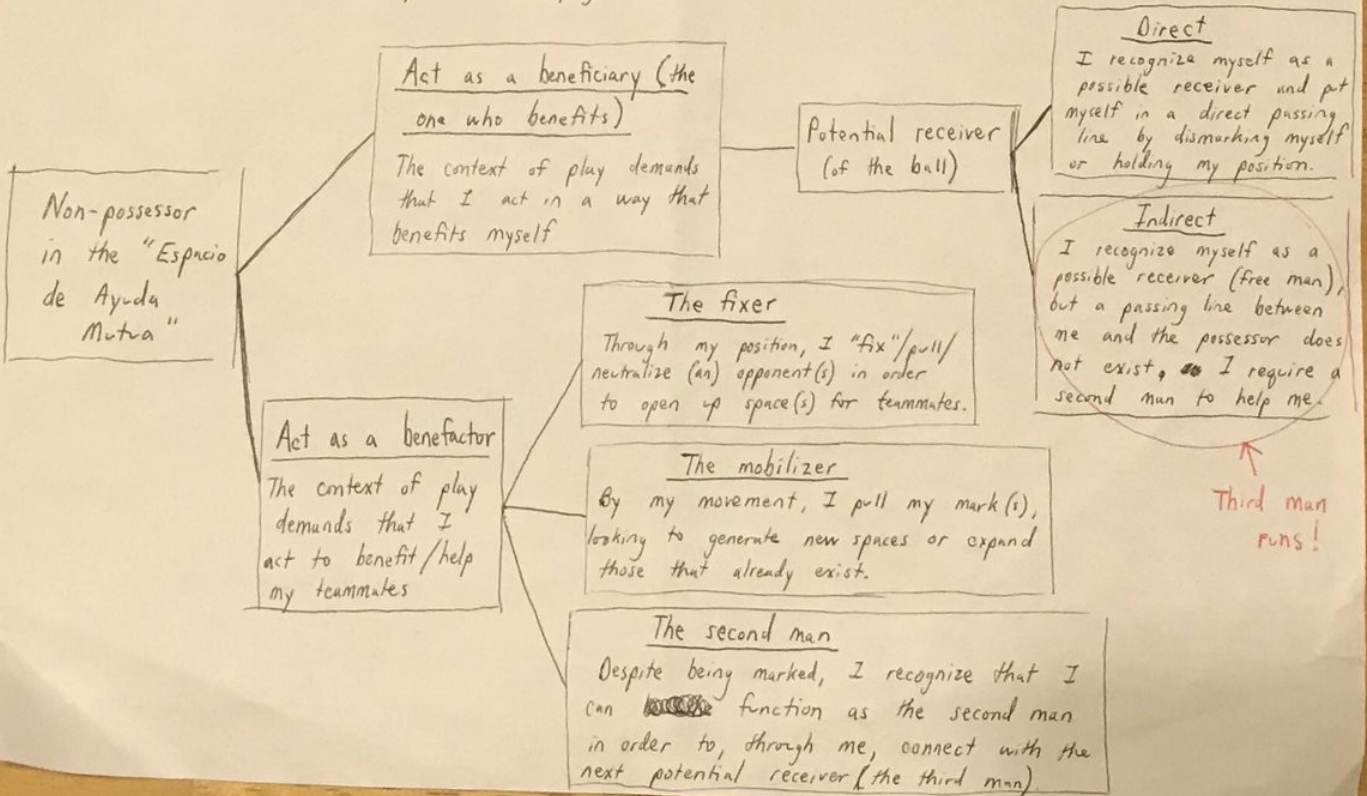 Non-possessor
in the "Espacio
de Ayuda
Mutua"
Act as a beneficiary (the
one who benefits)
The context of play demands
that I act in a way that
benefits myself
Potential receiver
(of the ball)
Direct
I recognize myself as a
possible receiver and put
myself in a direct passing
line by dismarking myself
or holding my position.
Indirect
I recognize myself as a
possible receiver (free man),
but a passing line between
me and the possessor does
not exist, I require a
second man to help me.
Third man
runs!
Act as a benefactor
The context of play
demands that I
act to benefit/help
my teammates
The fixer
Through my position, I "fix"/pull/
neutralize (an) opponent(s) in order
to open up space(s) for teammates.
The mobilizer
By my movement, I pull my mark(s),
looking to generate new spaces or expand
those that already exist.
The second man
Despite being marked, I recognize that I
can function as the second man
in order to, through me, connect with the
next potential receiver (the third man).